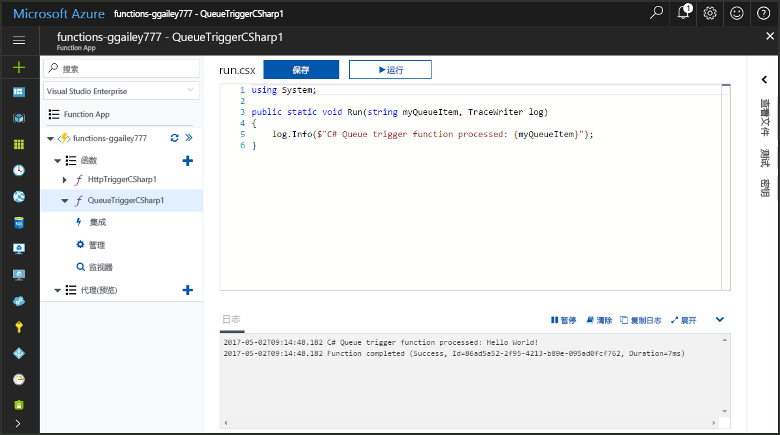 Microsoft Azure functions-ggailey777 - QueueTriggerCSharp1
1
functions-ggailey777 - QueueTriggerCSharp1
Function App
搜索
Visual Studio Enterprise
Function App
functions-ggailey777
函数
HttpTriggerCSharp1
QueueTriggerCSharp1
集成
管理
监视器
代理(预览)
run.csx 保存 运行
1 using System;
2
3 public static void Run(string myQueueItem, TraceWriter log)
4 {
5 log.Info($"C# Queue trigger function processed: {myQueueItem}");
6 }
日志 暂停 清除 复制日志 展开
2017-05-02T09:14:48.182 C# Queue trigger function processed: Hello World!
2017-05-02T09:14:48.182 Function completed (Success, Id=86ad5a52-2f95-4213-b89e-095ad0fcf762, Duration=7ms)
查看文件
测试
密钥